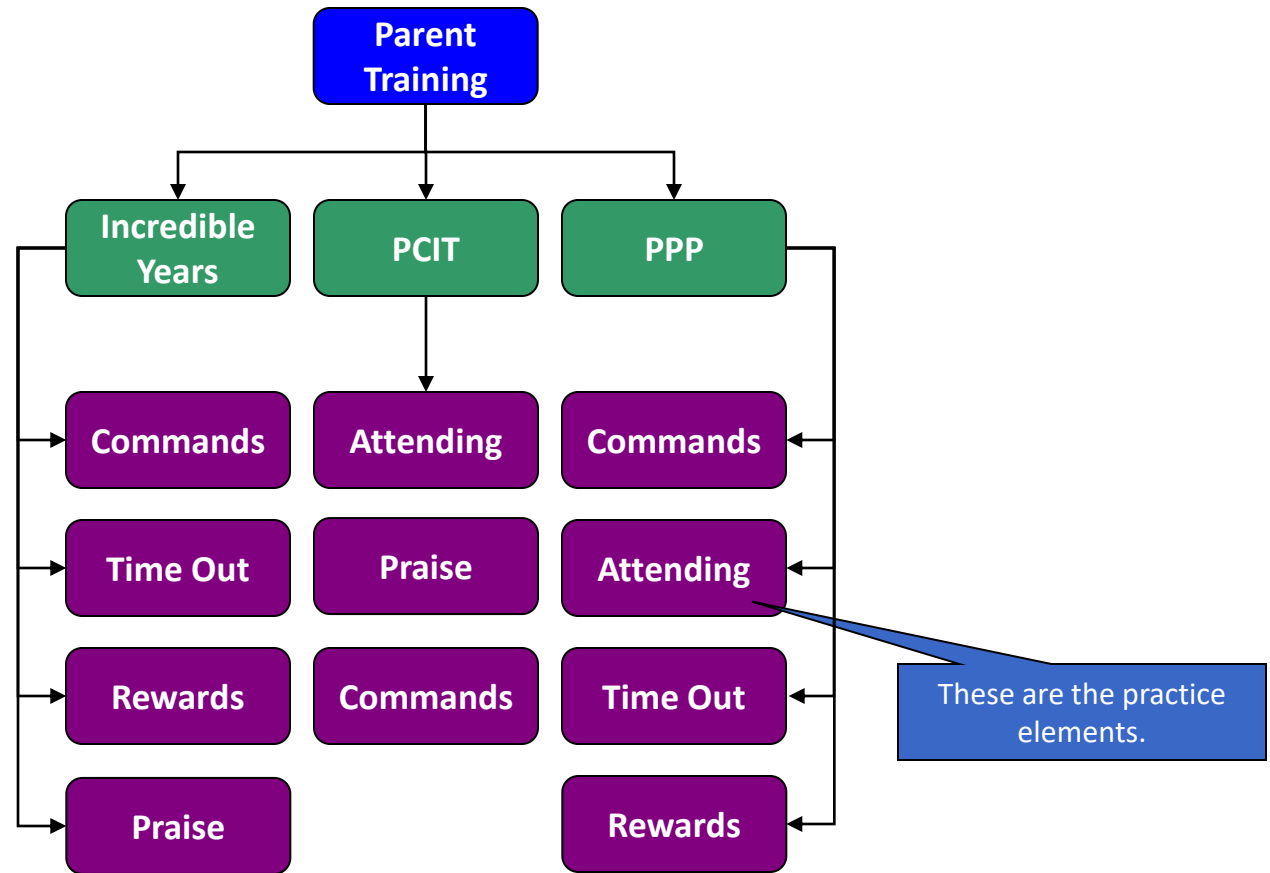 Parent
Training
Incredible
Years
PCIT
PPP
Commands
Attending
Commands
Time Out
Praise
Attending
Rewards
Commands
Time Out
These are the practice
elements.
Praise
Rewards